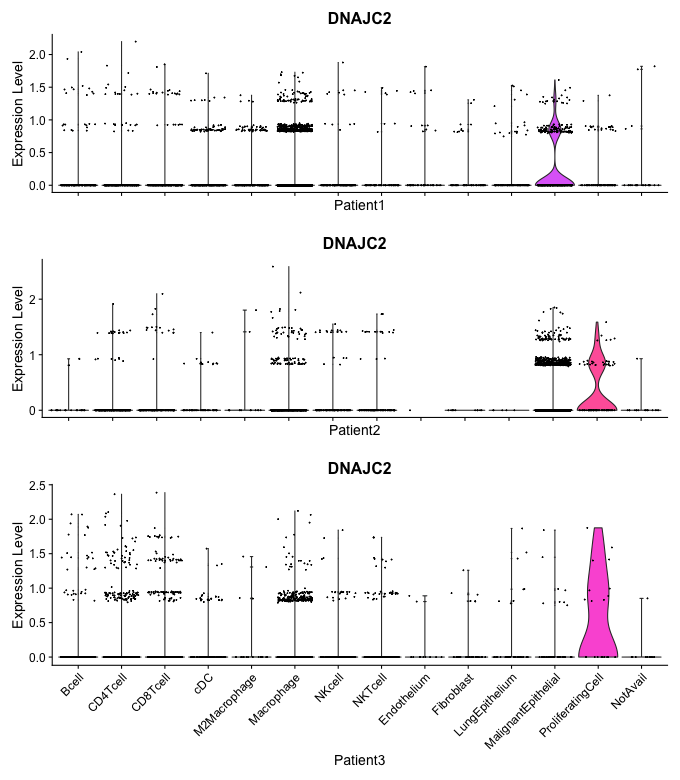 DNAJC2
Expression Level
2.0
1.5
1.0
0.5
0.0
Patient1
DNAJC2
Expression Level
2
1
0
Patient2
DNAJC2
Expression Level
2.5
2.0
1.5
1.0
0.5
0.0
Bcell
CD4Tcell
CD8Tcell
cDC
M2Macrophage
Macrophage
NKcell
NKTcell
Endothelium
Fibroblast
LungEpithelium
MalignantEpithelial
ProliferatingCell
NotAvail
Patient3